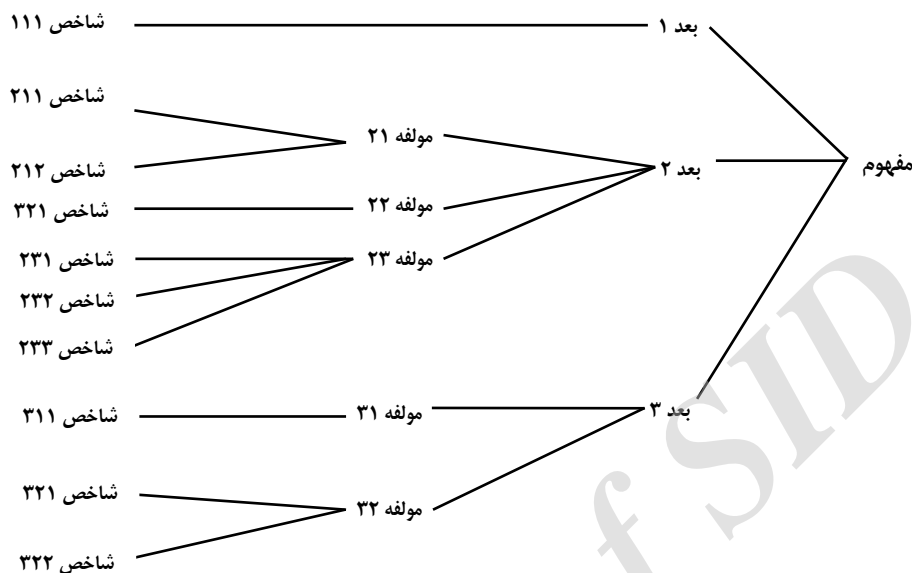 مفهوم
بعد ۱
شاخص ۱۱۱
بعد ۲
مولفه ۲۱
شاخص ۲۱۱
شاخص ۲۱۲
مولفه ۲۲
شاخص ۳۲۱
مولفه ۲۳
شاخص ۲۳۱
شاخص ۲۳۲
شاخص ۲۳۳
بعد ۳
مولفه ۳۱
شاخص ۳۱۱
مولفه ۳۲
شاخص ۳۲۱
شاخص ۳۲۲
f SID